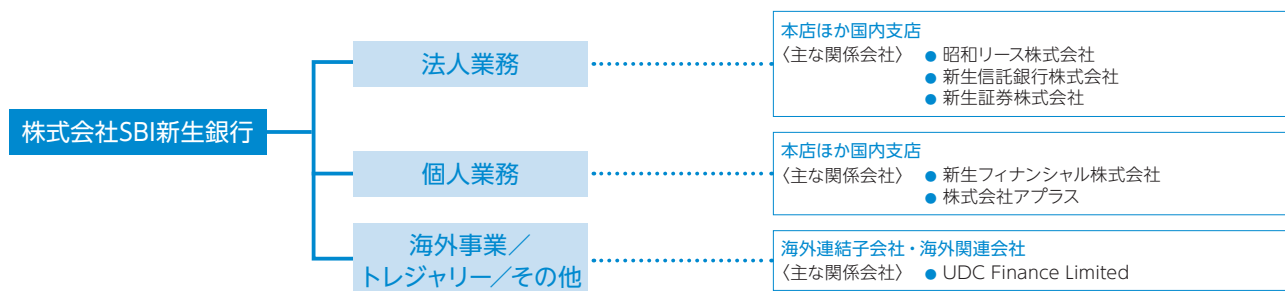 株式会社SBI新生銀行
法人業務
本店ほか国内支店
〈主な関係会社〉 ● 昭和リース株式会社
● 新生信託銀行株式会社
● 新生証券株式会社
個人業務
本店ほか国内支店
〈主な関係会社〉 ● 新生フィナンシャル株式会社
● 株式会社アプラス
海外事業／
トレジャリー／その他
海外連結子会社・海外関連会社
〈主な関係会社〉 ● UDC Finance Limited